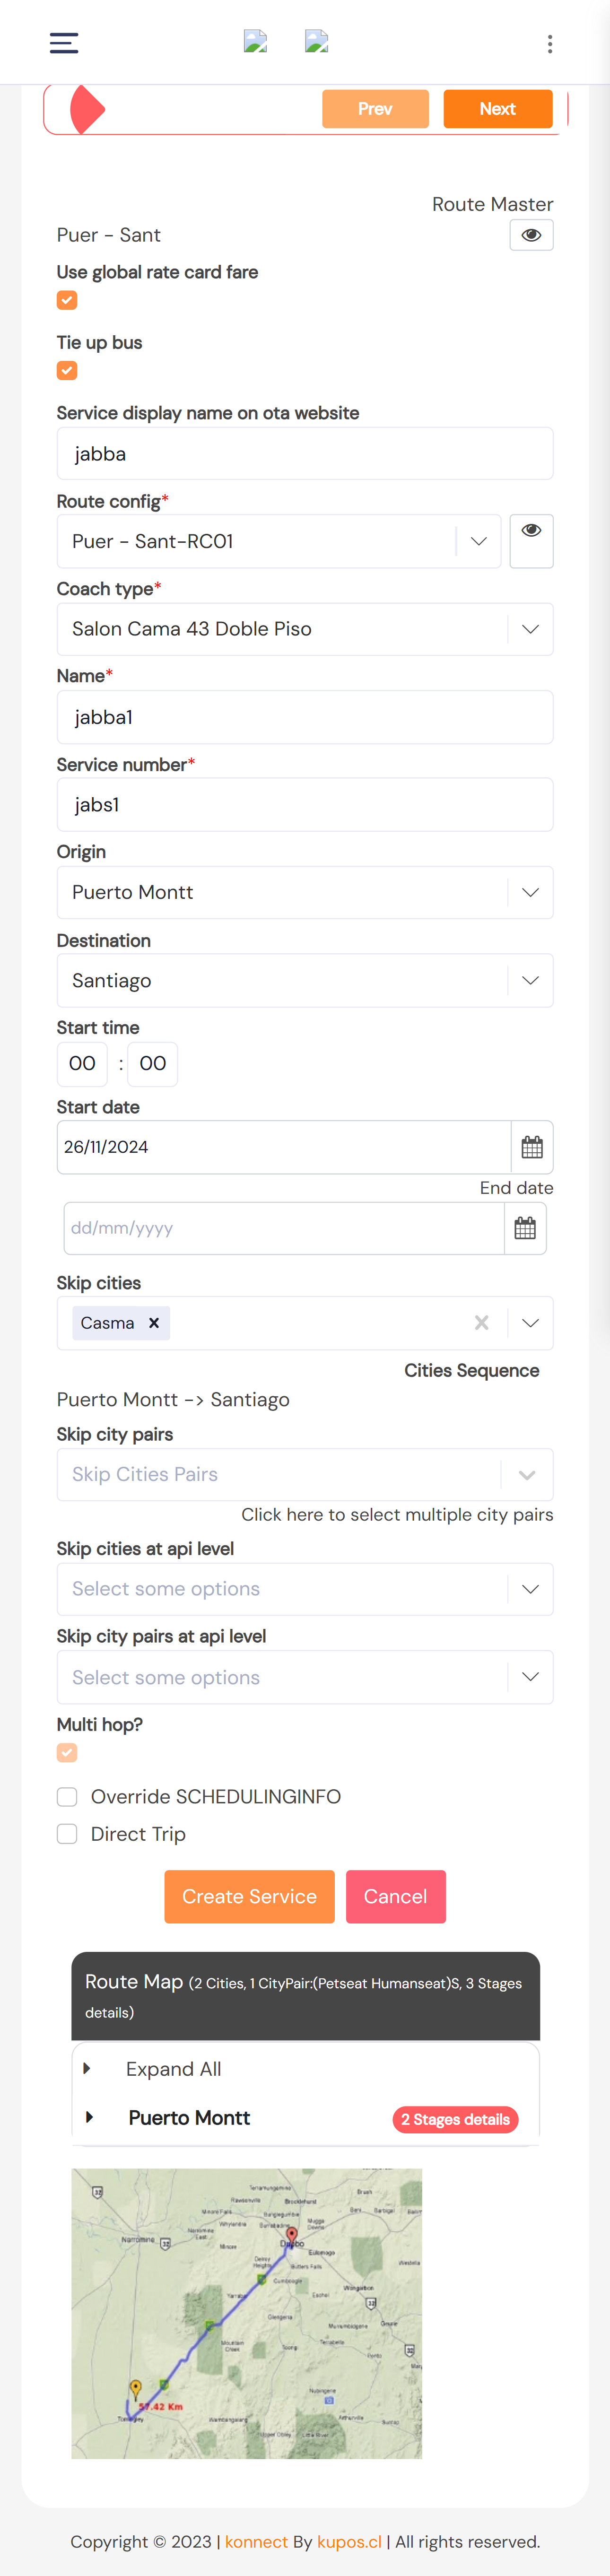 Prev
Next
Route Master
Puer - Sant
Use global rate card fare
Tie up bus
Service display name on ota website
jabba
Route config*
Puer - Sant-RC01
Coach type*
Salon Cama 43 Doble Piso
Name*
jabba1
Service number*
jabs1
Origin
Puerto Montt
Destination
Santiago
Start time
00 : 00
Start date
26/11/2024
End date
dd/mm/yyyy
Skip cities
Casma
Cities Sequence
Puerto Montt -> Santiago
Skip city pairs
Skip Cities Pairs
Click here to select multiple city pairs
Skip cities at api level
Select some options
Skip city pairs at api level
Select some options
Multi hop?
Override SCHEDULINGINFO
Direct Trip
Create Service
Cancel
Route Map (2 Cities, 1 CityPair:(Petseat Humanseat)S, 3 Stages
details)
Expand All
Puerto Montt
2 Stages details
Narromine
57.42 Km
Copyright © 2023 | konnect By kupos.cl | All rights reserved.